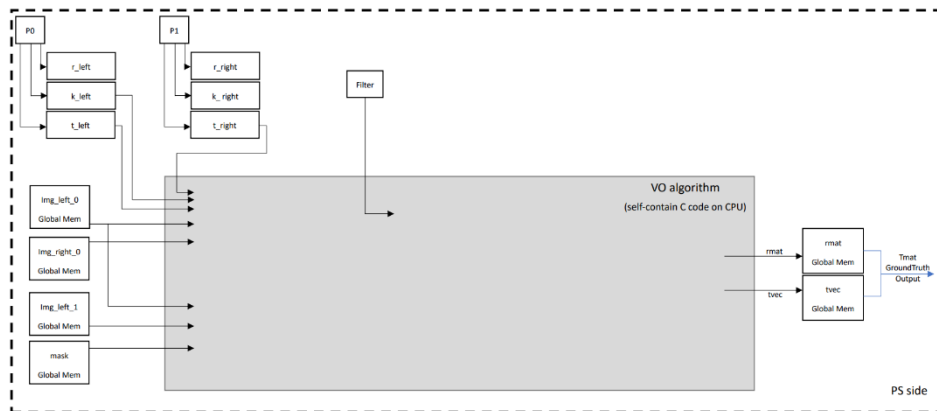 P0
P1
r_left
k_left
t_left
r_right
k_ right
t_right
Filter
Img_left_0
Global Mem
Img_right_0
Global Mem
Img_left_1
Global Mem
mask
Global Mem
VO algorithm
(self-contain C code on CPU)
rmat
tvec
rmat
Global Mem
tvec
Global Mem
Tmat
GroundTruth
Output
PS side